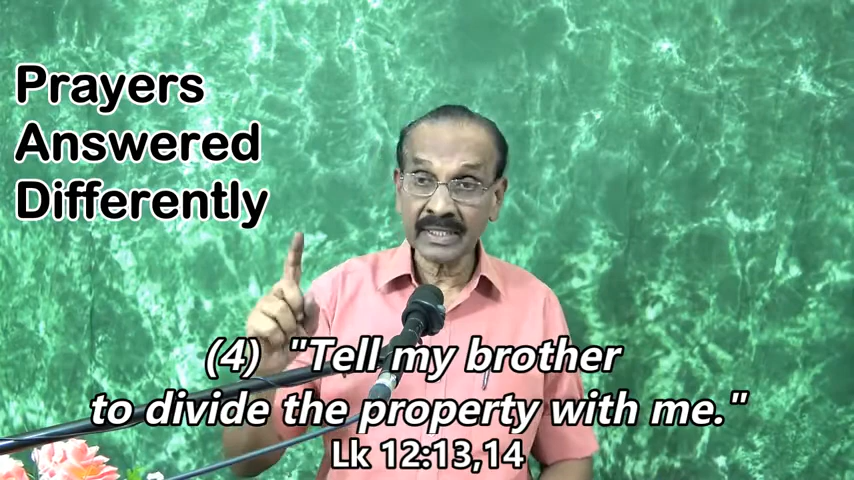 Prayers
Answered
Differently
(4) "Tell my brother
to divide the property with me."
Lk 12:13,14